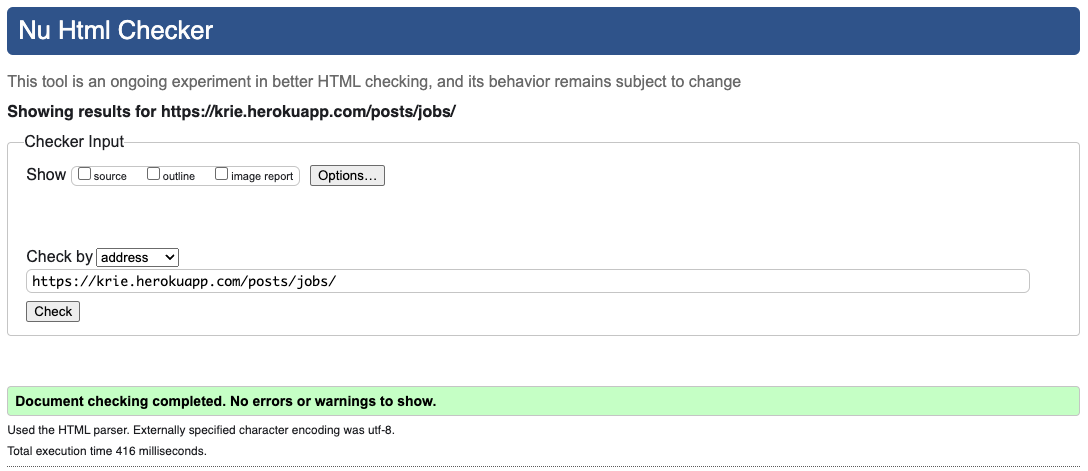 Nu Html Checker
This tool is an ongoing experiment in better HTML checking, and its behavior remains subject to change
Showing results for https://krie.herokuapp.com/posts/jobs/
Checker Input
Show source outline image report Options...
Check by address
https://krie.herokuapp.com/posts/jobs/
Check
Document checking completed. No errors or warnings to show.
Used the HTML parser. Externally specified character encoding was utf-8.
Total execution time 416 milliseconds.